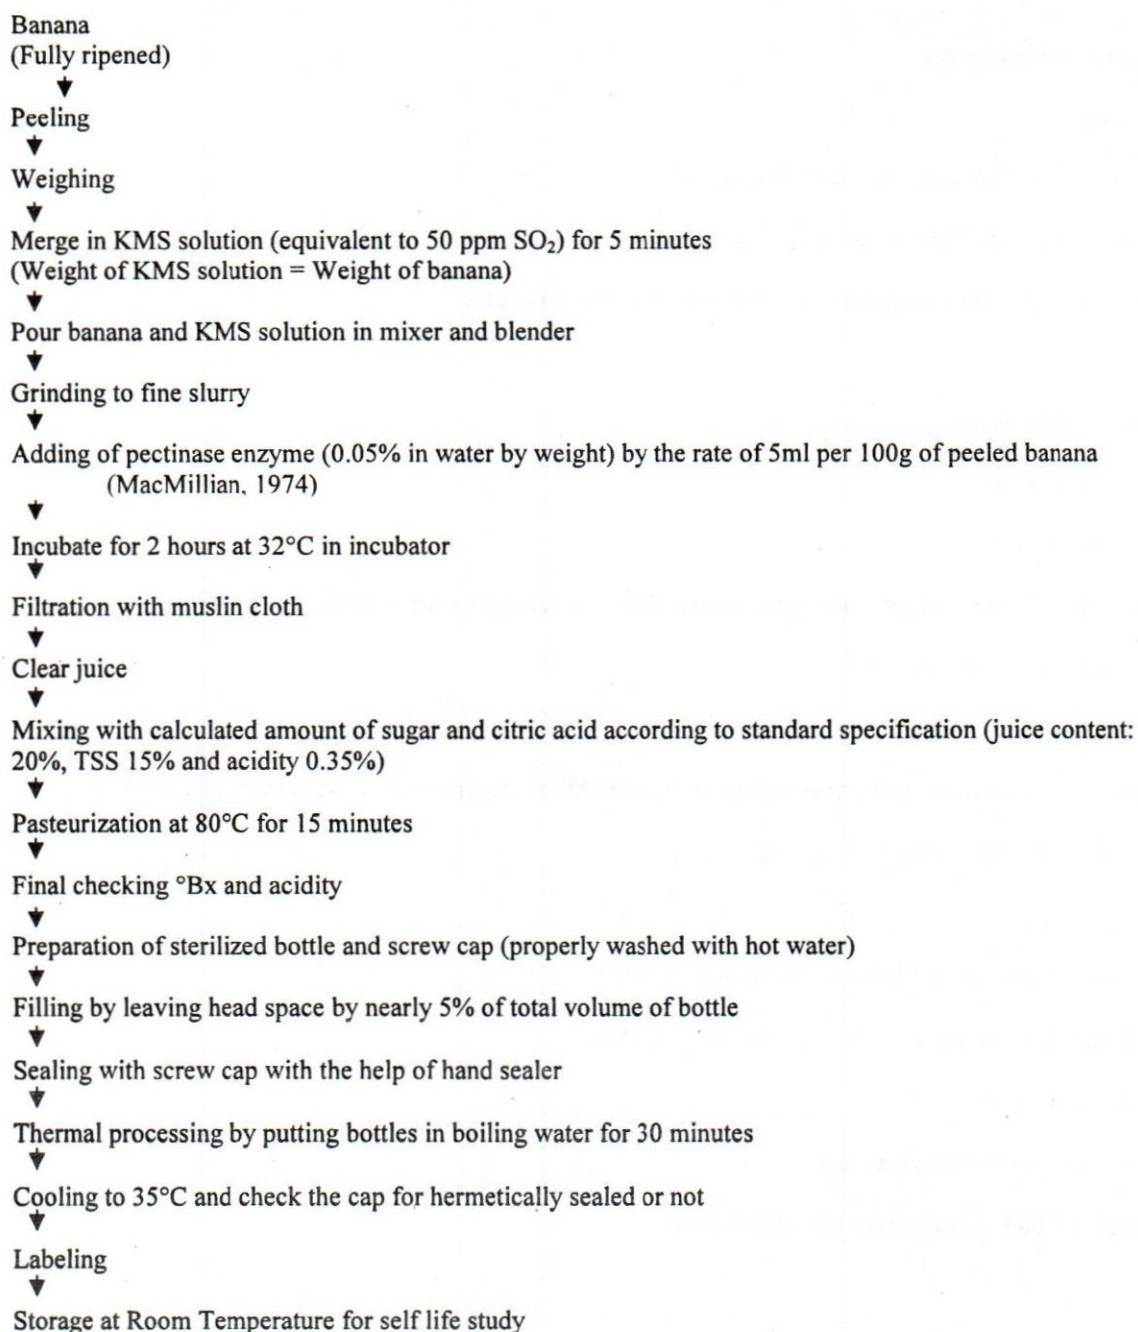 Banana
(Fully ripened)
Peeling
Weighing
Merge in KMS solution (equivalent to 50 ppm SO₂) for 5 minutes
(Weight of KMS solution = Weight of banana)
Pour banana and KMS solution in mixer and blender
Grinding to fine slurry
Adding of pectinase enzyme (0.05% in water by weight) by the rate of 5ml per 100g of peeled banana
(MacMillian, 1974)
Incubate for 2 hours at 32°C in incubator
Filtration with muslin cloth
Clear juice
Mixing with calculated amount of sugar and citric acid according to standard specification (juice content:
20%, TSS 15% and acidity 0.35%)
Pasteurization at 80°C for 15 minutes
Final checking °Bx and acidity
Preparation of sterilized bottle and screw cap (properly washed with hot water)
Filling by leaving head space by nearly 5% of total volume of bottle
Sealing with screw cap with the help of hand sealer
Thermal processing by putting bottles in boiling water for 30 minutes
Cooling to 35°C and check the cap for hermetically sealed or not
Labeling
Storage at Room Temperature for self life study